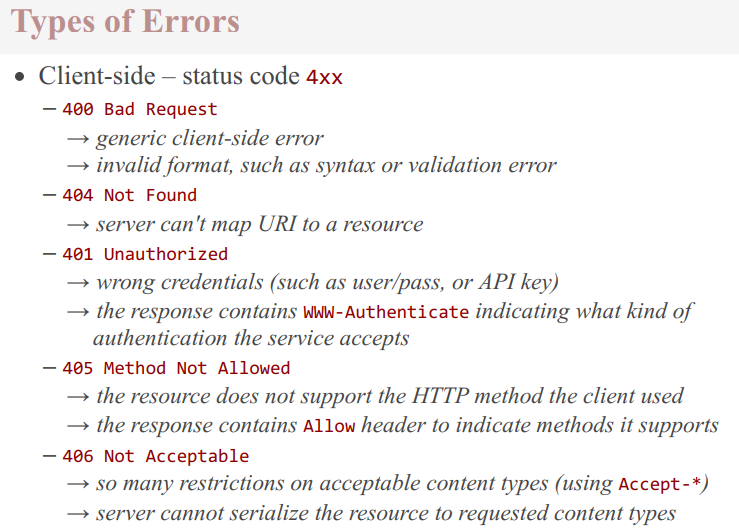 Types of Errors
• Client-side – status code 4xx
– 400 Bad Request
→ generic client-side error
→ invalid format, such as syntax or validation error
– 404 Not Found
→ server can't map URI to a resource
– 401 Unauthorized
→ wrong credentials (such as user/pass, or API key)
→ the response contains WWW-Authenticate indicating what kind of
authentication the service accepts
– 405 Method Not Allowed
→ the resource does not support the HTTP method the client used
→ the response contains Allow header to indicate methods it supports
– 406 Not Acceptable
→ so many restrictions on acceptable content types (using Accept-*)
→ server cannot serialize the resource to requested content types